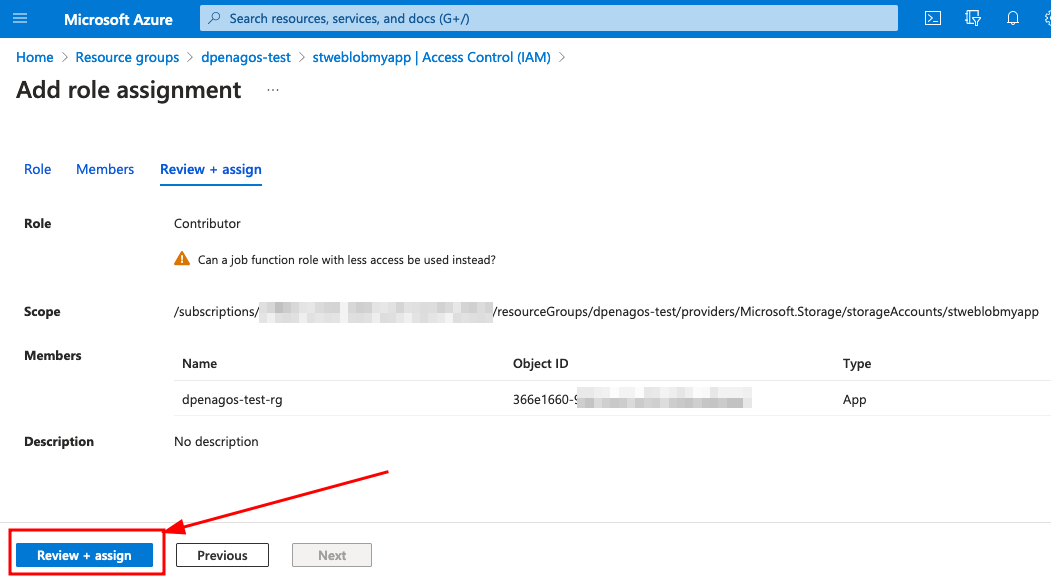 Microsoft Azure
Search resources, services, and docs (G+/)
Home > Resource groups > dpenagos-test > stweblobmyapp | Access Control (IAM) >
Add role assignment ...
Role Members Review + assign
Role Contributor
Can a job function role with less access be used instead?
Scope /subscriptions/ /resourceGroups/dpenagos-test/providers/Microsoft.Storage/storageAccounts/stweblobmyapp
Members
Name Object ID Type
dpenagos-test-rg 366e1660- App
Description No description
Review + assign Previous Next